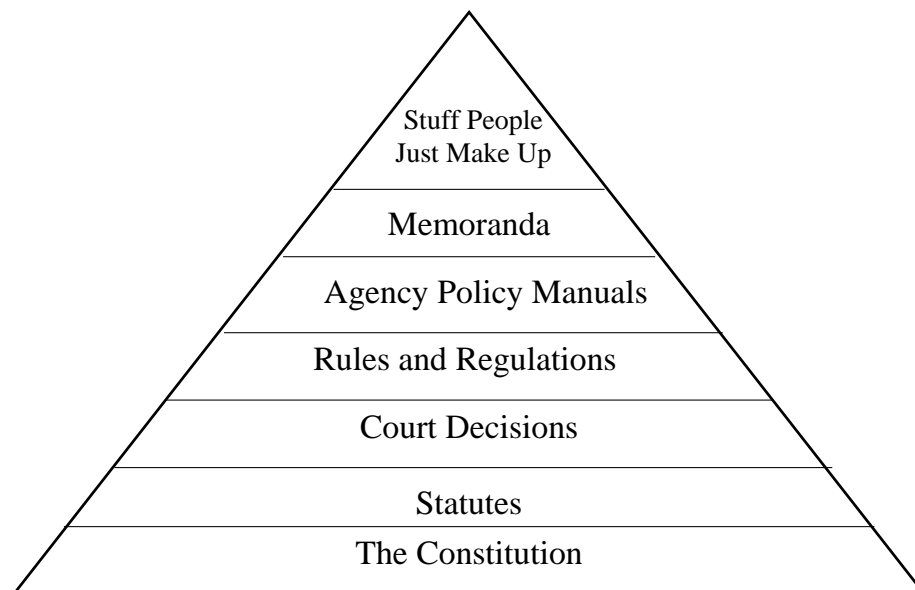 Stuff People
Just Make Up
Memoranda
Agency Policy Manuals
Rules and Regulations
Court Decisions
Statutes
The Constitution